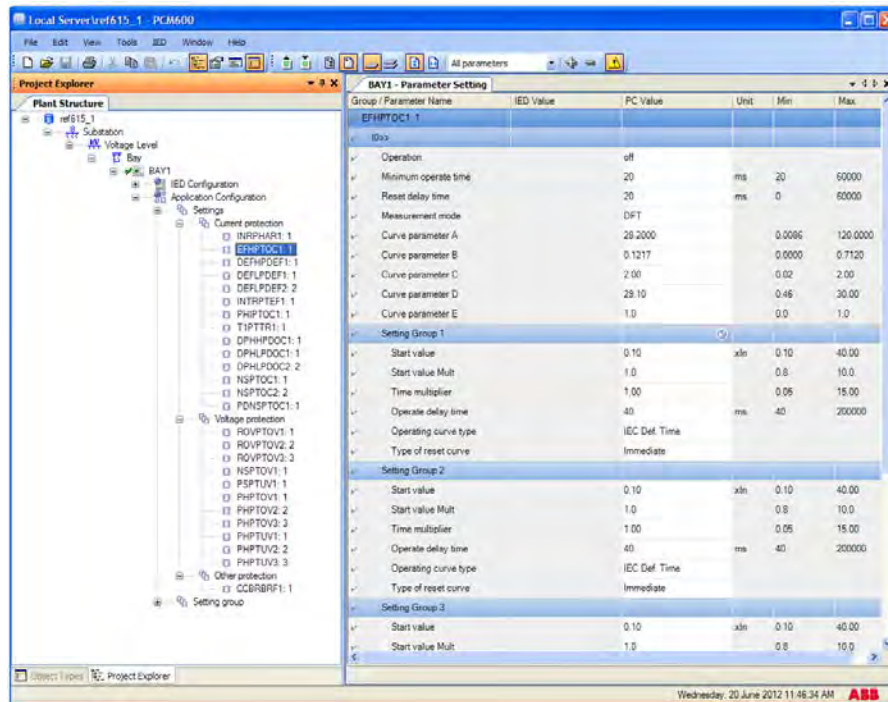 Local Server\ref615_1 - PCM600
File Edit View Tools IED Window Help
All parameters
Project Explorer
Plant Structure
ref615_1
Substation
Voltage Level
Bay
BAY1
IED Configuration
Application Configuration
Settings
Current protection
INRPHAR1: 1
EFHPTOC1: 1
DEFHPDEF1: 1
DEFLPDEF1: 1
DEFLPDEF2: 2
INTRPTEF1: 1
PHIPTOC1: 1
T1PTTR1: 1
DPHHPDOC1: 1
DPHLPDOC1: 1
DPHLPDOC2: 2
NSPTOC1: 1
NSPTOC2: 2
PDNSPTOC1: 1
Voltage protection
ROVPTOV1: 1
ROVPTOV2: 2
ROVPTOV3: 3
NSPTOV1: 1
PSPTUV1: 1
PHPTOV1: 1
PHPTOV2: 2
PHPTOV3: 3
PHPTUV1: 1
PHPTUV2: 2
PHPTUV3: 3
Other protection
CCBRBRF1: 1
Setting group
Object Types Project Explorer
BAY1 - Parameter Setting
Group / Parameter Name IED Value PC Value Unit Min Max
EFHPTOC1: 1
I0>>
Operation off
Minimum operate time 20 ms 20 60000
Reset delay time 20 ms 0 60000
Measurement mode DFT
Curve parameter A 28.2000 0.0086 120.0000
Curve parameter B 0.1217 0.0000 0.7120
Curve parameter C 2.00 0.02 2.00
Curve parameter D 29.10 0.46 30.00
Curve parameter E 1.0 0.0 1.0
Setting Group 1
Start value 0.10 xIn 0.10 40.00
Start value Mult 1.0 0.8 10.0
Time multiplier 1.00 0.05 15.00
Operate delay time 40 ms 40 200000
Operating curve type IEC Def. Time
Type of reset curve Immediate
Setting Group 2
Start value 0.10 xIn 0.10 40.00
Start value Mult 1.0 0.8 10.0
Time multiplier 1.00 0.05 15.00
Operate delay time 40 ms 40 200000
Operating curve type IEC Def. Time
Type of reset curve Immediate
Setting Group 3
Start value 0.10 xIn 0.10 40.00
Start value Mult 1.0 0.8 10.0
Wednesday, 20 June 2012 11:46:34 AM ABB